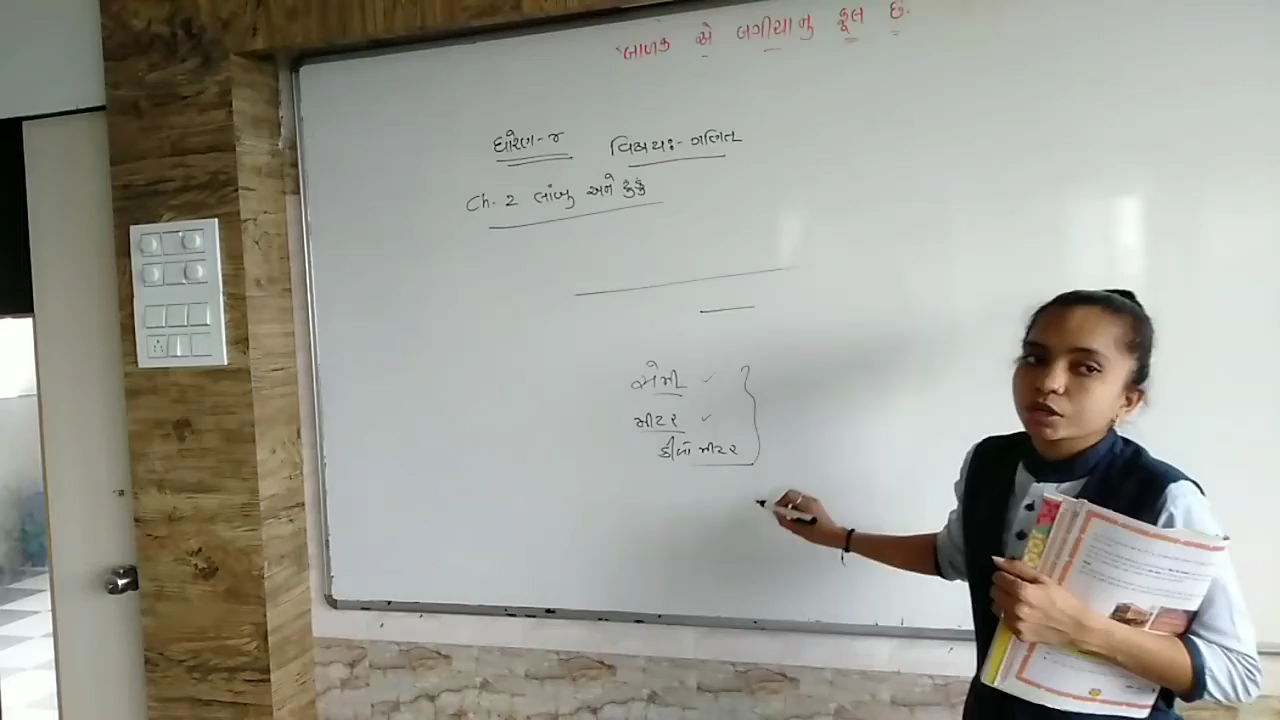 બાળક એ બગીચાનુ ફૂલ છે.
ધોરણ-૪ વિષય:- ગણિત
Ch. 2 લાંબુ અને ટુંકું
સેમી ✓
મીટર ✓
કીલો મીટર